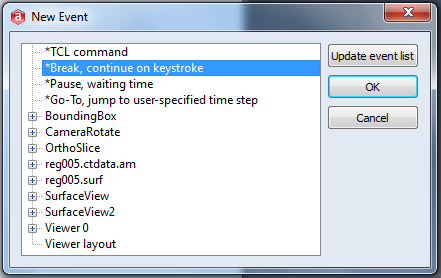 New Event
*TCL command
*Break, continue on keystroke
*Pause, waiting time
*Go-To, jump to user-specified time step
BoundingBox
CameraRotate
OrthoSlice
reg005.ctdata.am
reg005.surf
SurfaceView
SurfaceView2
Viewer 0
Viewer layout
Update event list
OK
Cancel